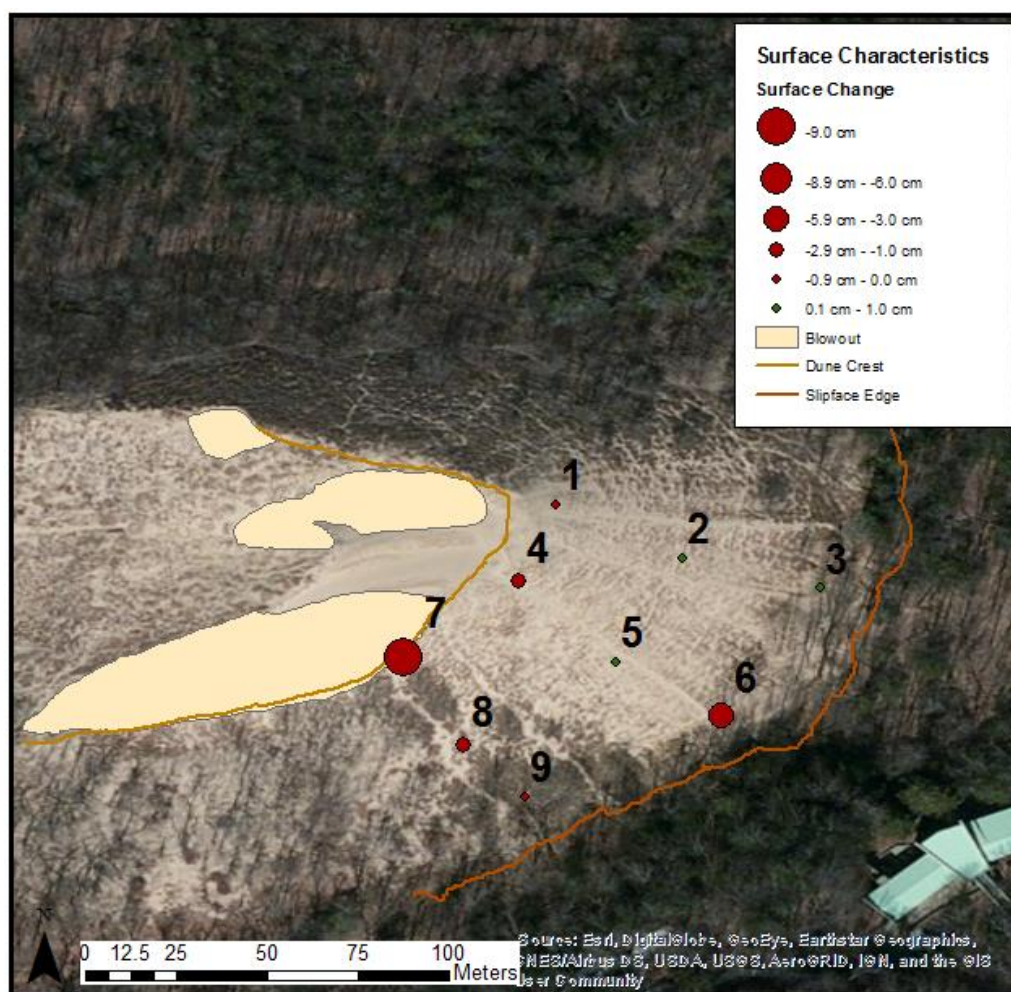 Surface Characteristics
Surface Change
-9.0 cm
-8.9 cm - -6.0 cm
-5.9 cm - -3.0 cm
-2.9 cm - -1.0 cm
-0.9 cm - 0.0 cm
0.1 cm - 1.0 cm
Blowout
Dune Crest
Slipface Edge
1
2
3
4
5
6
7
8
9
N
0 12.5 25 50 75 100
Meters
Source: Esri, DigitalGlobe, GeoEye, Earthstar Geographics,
CNES/Airbus DS, USDA, USGS, AeroGRID, IGN, and the GIS
User Community